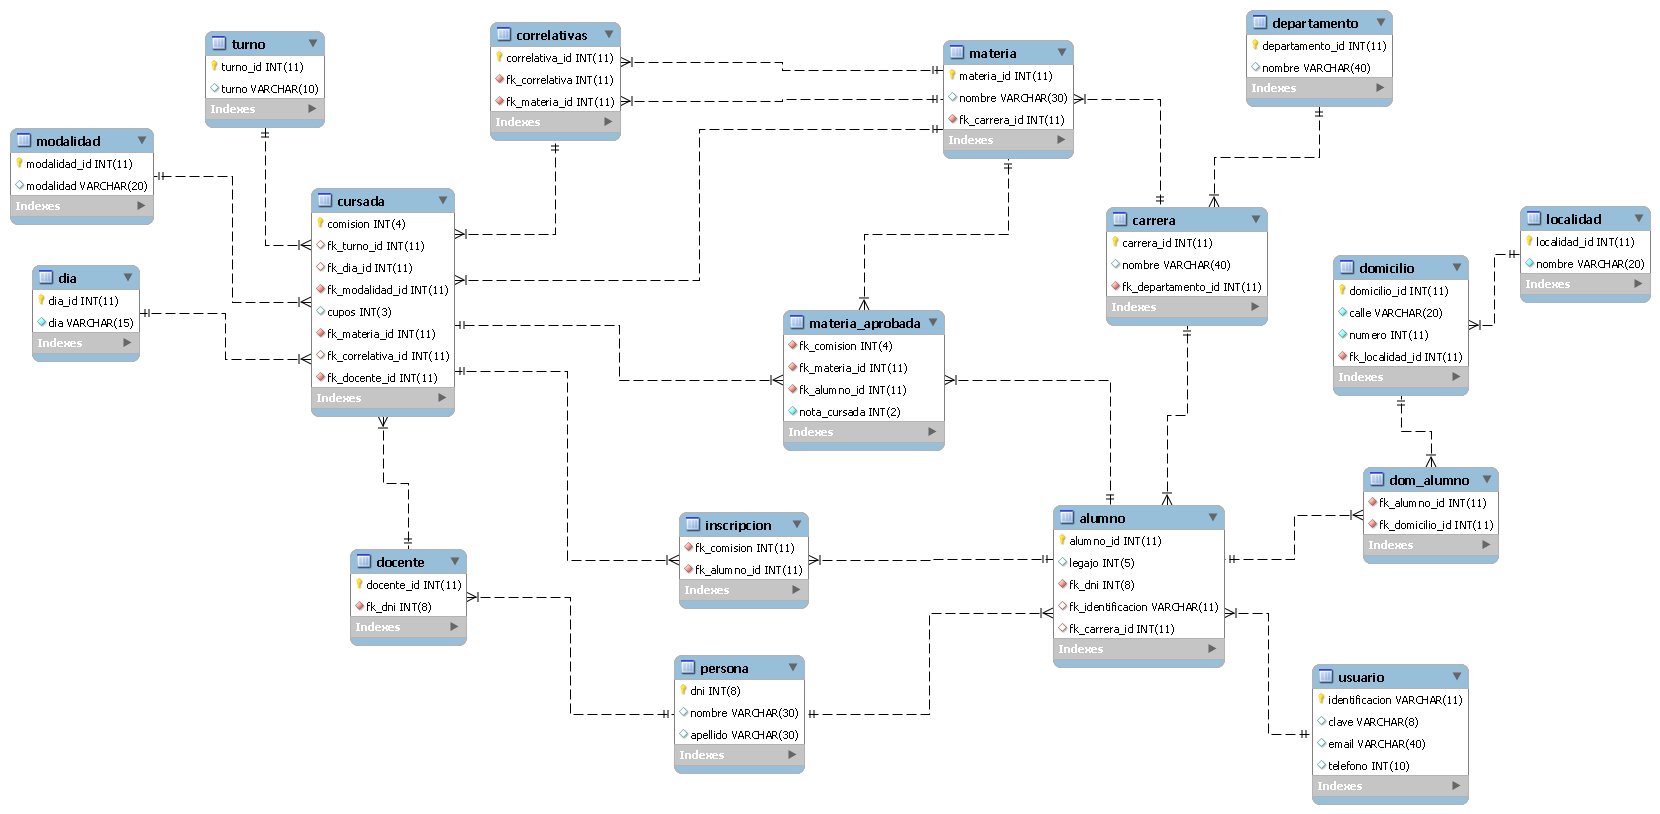 turno
turno_id INT(11)
turno VARCHAR(10)
Indexes
correlativas
correlativa_id INT(11)
fk_correlativa INT(11)
fk_materia_id INT(11)
Indexes
materia
materia_id INT(11)
nombre VARCHAR(30)
fk_carrera_id INT(11)
Indexes
departamento
departamento_id INT(11)
nombre VARCHAR(40)
Indexes
modalidad
modalidad_id INT(11)
modalidad VARCHAR(20)
Indexes
cursada
comision INT(4)
fk_turno_id INT(11)
fk_dia_id INT(11)
fk_modalidad_id INT(11)
cupos INT(3)
fk_materia_id INT(11)
fk_correlativa_id INT(11)
fk_docente_id INT(11)
Indexes
carrera
carrera_id INT(11)
nombre VARCHAR(40)
fk_departamento_id INT(11)
Indexes
localidad
localidad_id INT(11)
nombre VARCHAR(20)
Indexes
dia
dia_id INT(11)
dia VARCHAR(15)
Indexes
domicilio
domicilio_id INT(11)
calle VARCHAR(20)
numero INT(11)
fk_localidad_id INT(11)
Indexes
materia_aprobada
fk_comision INT(4)
fk_materia_id INT(11)
fk_alumno_id INT(11)
nota_cursada INT(2)
Indexes
dom_alumno
fk_alumno_id INT(11)
fk_domicilio_id INT(11)
Indexes
docente
docente_id INT(11)
fk_dni INT(8)
Indexes
inscripcion
fk_comision INT(11)
fk_alumno_id INT(11)
Indexes
alumno
alumno_id INT(11)
legajo INT(5)
fk_dni INT(8)
fk_identificacion VARCHAR(11)
fk_carrera_id INT(11)
Indexes
persona
dni INT(8)
nombre VARCHAR(30)
apellido VARCHAR(30)
Indexes
usuario
identificacion VARCHAR(11)
clave VARCHAR(8)
email VARCHAR(40)
telefono INT(10)
Indexes